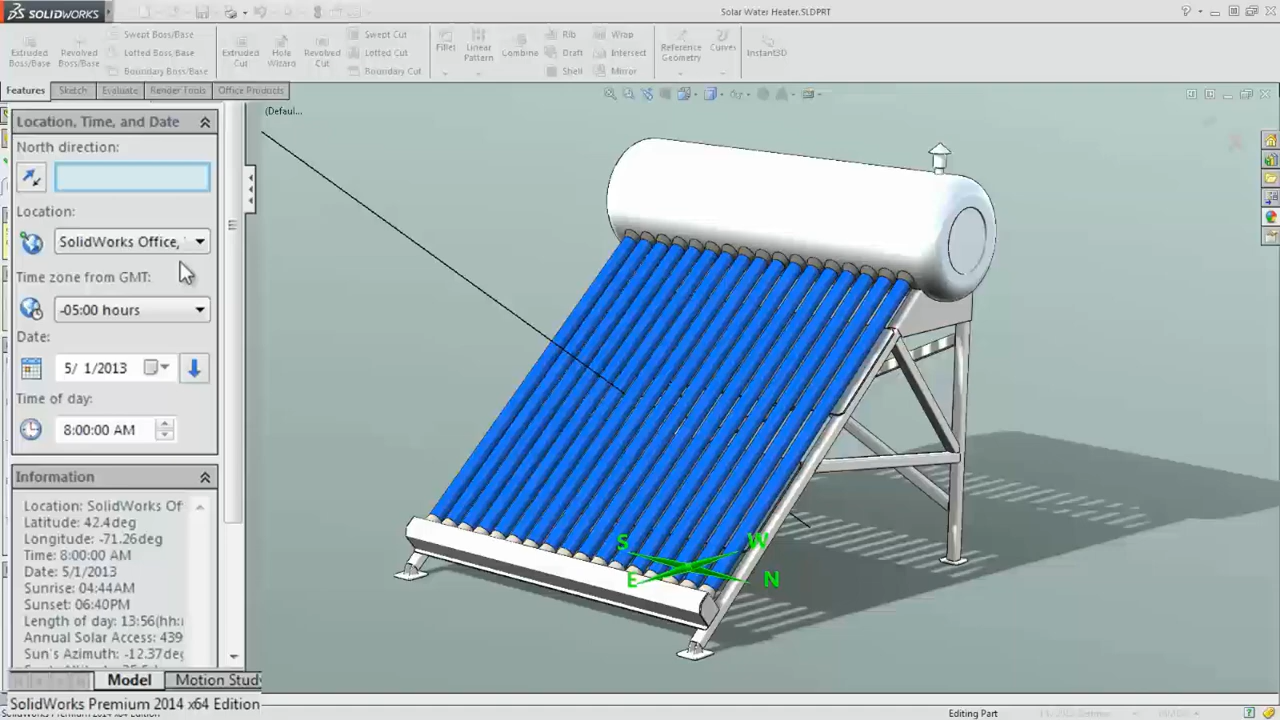 SOLIDWORKS
Solar Water Heater.SLDPRT
Extruded Boss/Base
Revolved Boss/Base
Swept Boss/Base
Lofted Boss/Base
Boundary Boss/Base
Extruded Cut
Hole Wizard
Revolved Cut
Swept Cut
Lofted Cut
Boundary Cut
Fillet
Linear Pattern
Combine
Rib
Draft
Shell
Wrap
Intersect
Mirror
Reference Geometry
Curves
Instant3D
Features
Sketch
Evaluate
Render Tools
Office Products
(Defaul...
Location, Time, and Date
North direction:
Location:
SolidWorks Office,
Time zone from GMT:
-05:00 hours
Date:
5/ 1/2013
Time of day:
8:00:00 AM
Information
Location: SolidWorks Of
Latitude: 42.4deg
Longitude: -71.26deg
Time: 8:00:00 AM
Date: 5/1/2013
Sunrise: 04:44AM
Sunset: 06:40PM
Length of day: 13:56(hh:
Annual Solar Access: 439
Sun's Azimuth: -12.37deg
S
W
E
N
Model
Motion Study
SolidWorks Premium 2014 x64 Edition
Editing Part